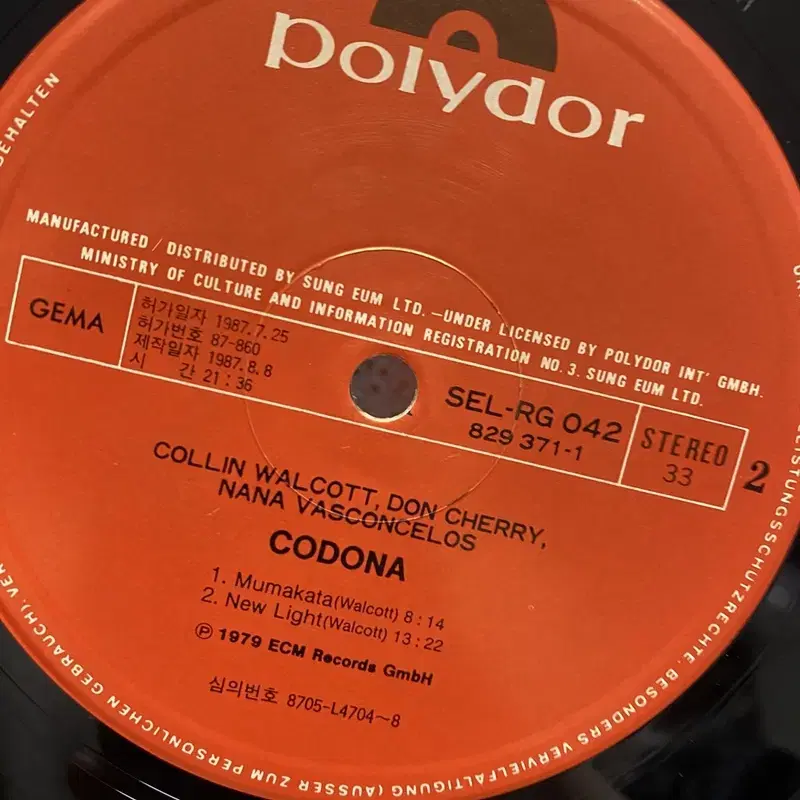 polydor
MANUFACTURED / DISTRIBUTED BY SUNG EUM LTD. —UNDER LICENSED BY POLYDOR INT' GMBH.
MINISTRY OF CULTURE AND INFORMATION REGISTRATION NO. 3. SUNG EUM LTD.
GEMA
허가일자 1987.7.25
허가번호 87-860
제작일자 1987.8.8
시 간 21:36
SEL-RG 042
829 371-1
STEREO
33
2
COLLIN WALCOTT, DON CHERRY,
NANA VASCONCELOS
CODONA
1. Mumakata(Walcott) 8:14
2. New Light(Walcott) 13:22
Ⓟ 1979 ECM Records GmbH
심의번호 8705-L4704~8
LEISTUNGSSCHUTZRECHTE. BESONDERS VERVIELFALTIGUNG (AUSSER ZUM PERSÖNLICHEN GEBRAUCH),